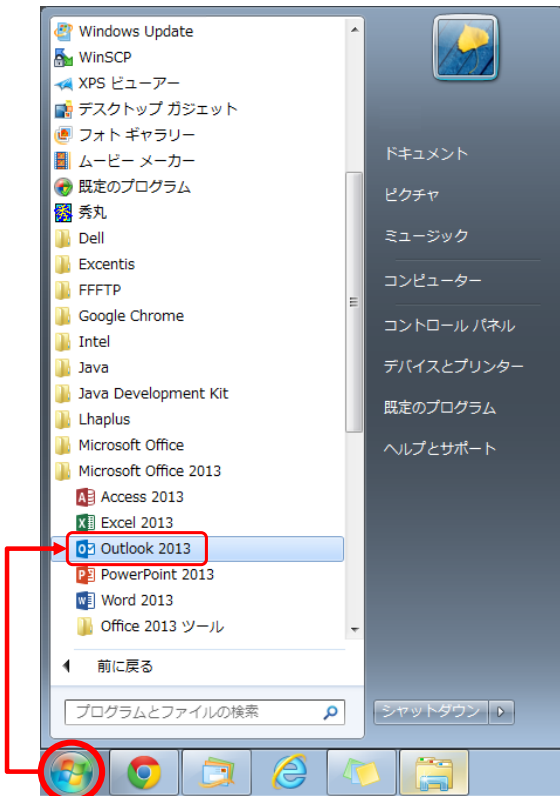 Windows Update
WinSCP
XPS ビューアー
デスクトップ ガジェット
フォト ギャラリー
ムービー メーカー
既定のプログラム
秀丸
Dell
Excentis
FFFTP
Google Chrome
Intel
Java
Java Development Kit
Lhaplus
Microsoft Office
Microsoft Office 2013
Access 2013
Excel 2013
Outlook 2013
PowerPoint 2013
Word 2013
Office 2013 ツール
前に戻る
プログラムとファイルの検索
ドキュメント
ピクチャ
ミュージック
コンピューター
コントロール パネル
デバイスとプリンター
既定のプログラム
ヘルプとサポート
シャットダウン